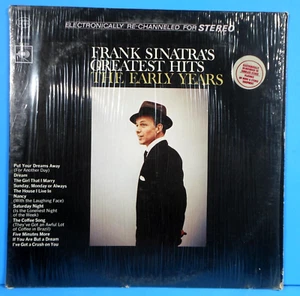 ELECTRONICALLY RE-CHANNELED FOR STEREO
FRANK SINATRA'S
GREATEST HITS
THE EARLY YEARS
Put Your Dreams Away
(For Another Day)
Dream
The Girl That I Marry
Sunday, Monday or Always
The House I Live In
Nancy
(With the Laughing Face)
Saturday Night
(Is the Loneliest Night
of the Week)
The Coffee Song
(They've Got an Awful Lot
of Coffee in Brazil)
Five Minutes More
If You Are But a Dream
I've Got a Crush on You